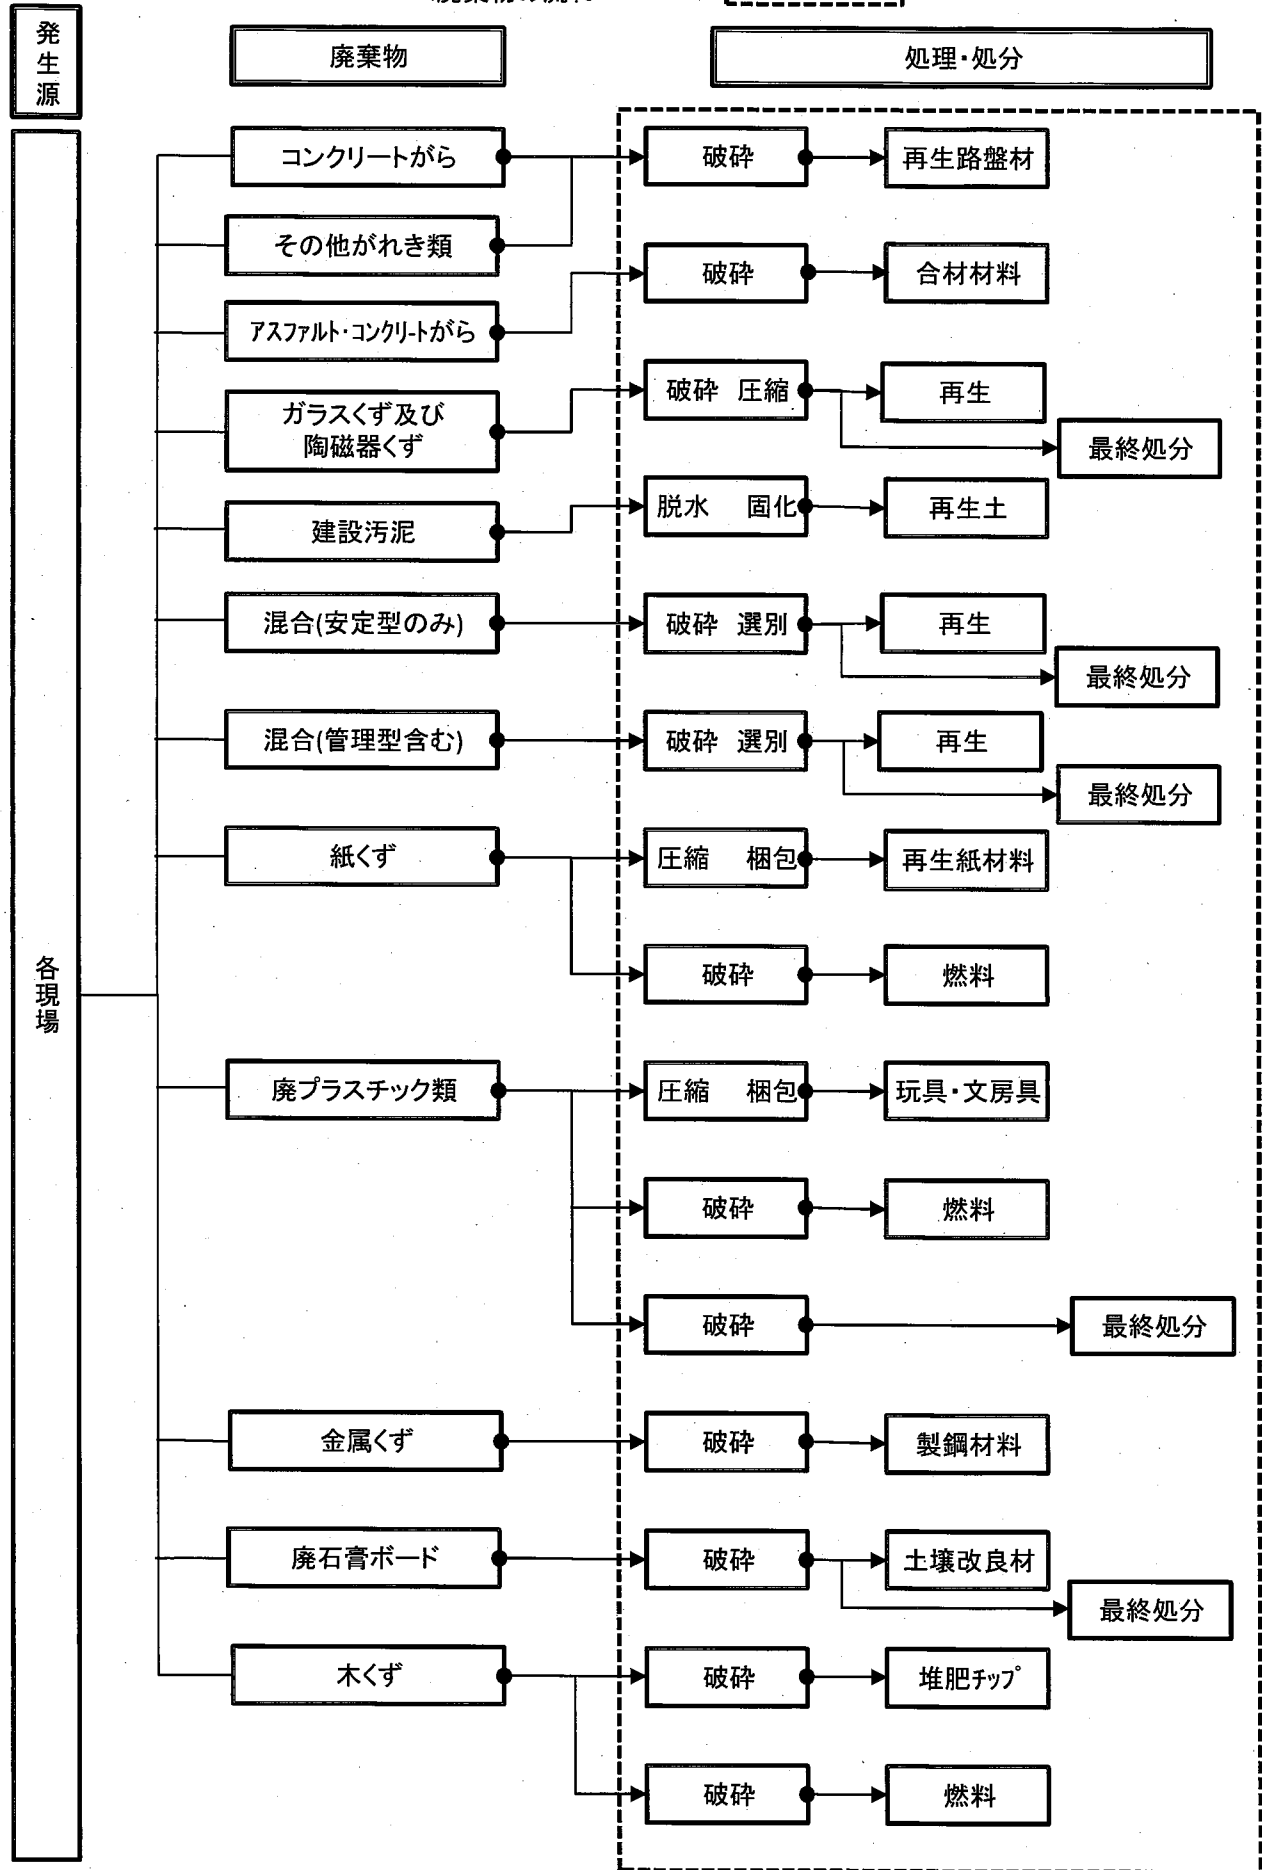 発生源
廃棄物
処理・処分
各現場
コンクリートがら
破砕
再生路盤材
その他がれき類
破砕
合材材料
アスファルト・コンクリートがら
ガラスくず及び
陶磁器くず
破砕 圧縮
再生
最終処分
建設汚泥
脱水 固化
再生土
混合(安定型のみ)
破砕 選別
再生
最終処分
混合(管理型含む)
破砕 選別
再生
最終処分
紙くず
圧縮 梱包
再生紙材料
破砕
燃料
廃プラスチック類
圧縮 梱包
玩具・文房具
破砕
燃料
破砕
最終処分
金属くず
破砕
製鋼材料
廃石膏ボード
破砕
土壌改良材
最終処分
木くず
破砕
堆肥チップ
破砕
燃料